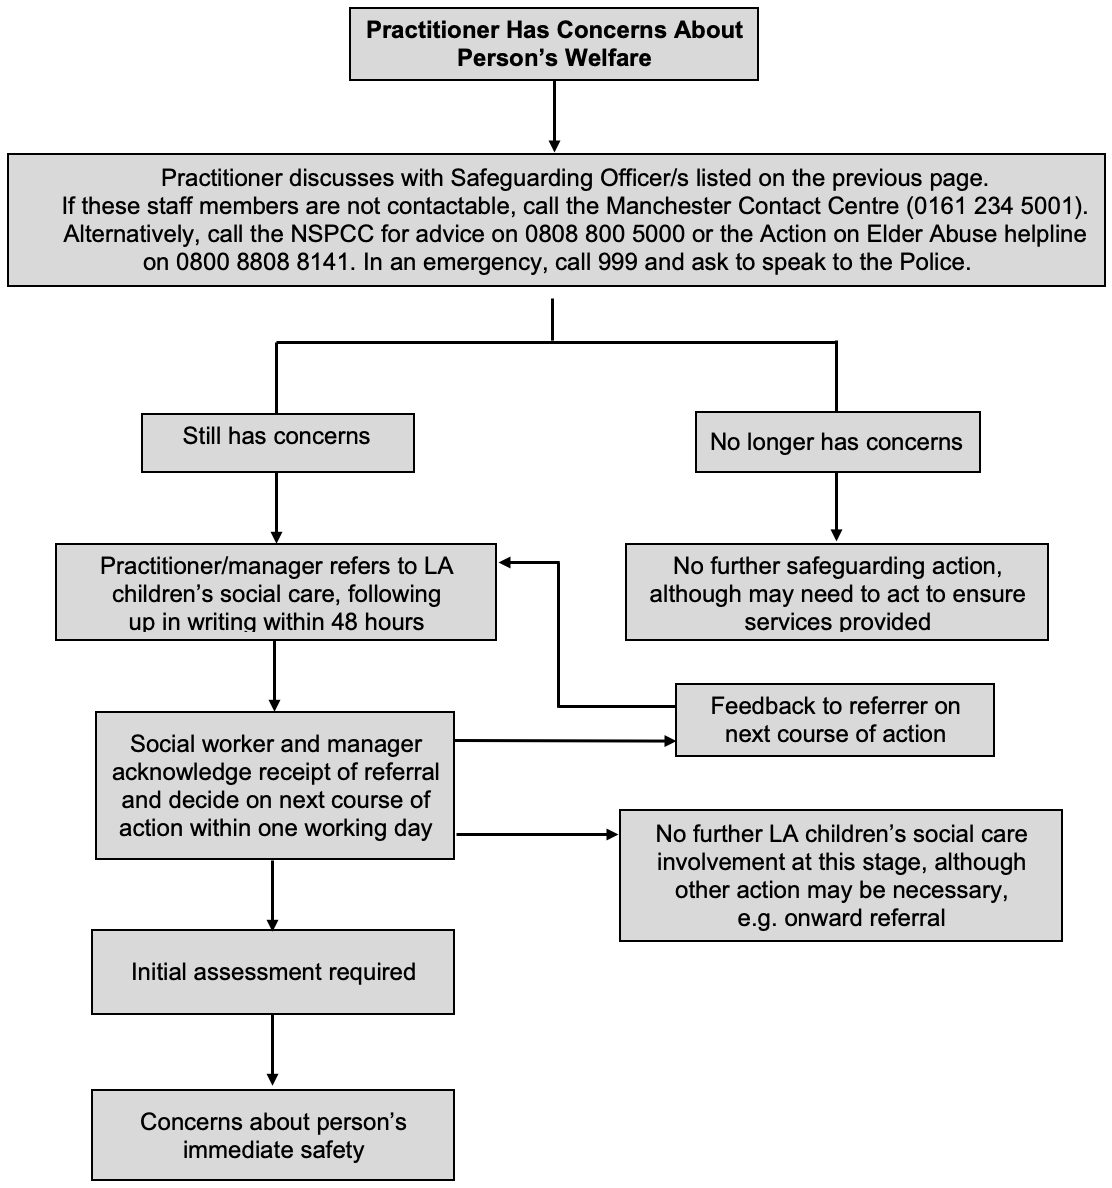 Practitioner Has Concerns About
Person’s Welfare
Practitioner discusses with Safeguarding Officer/s listed on the previous page.
If these staff members are not contactable, call the Manchester Contact Centre (0161 234 5001).
Alternatively, call the NSPCC for advice on 0808 800 5000 or the Action on Elder Abuse helpline
on 0800 8808 8141. In an emergency, call 999 and ask to speak to the Police.
Still has concerns
No longer has concerns
Practitioner/manager refers to LA
children’s social care, following
up in writing within 48 hours
No further safeguarding action,
although may need to act to ensure
services provided
Feedback to referrer on
next course of action
Social worker and manager
acknowledge receipt of referral
and decide on next course of
action within one working day
No further LA children’s social care
involvement at this stage, although
other action may be necessary,
e.g. onward referral
Initial assessment required
Concerns about person’s
immediate safety